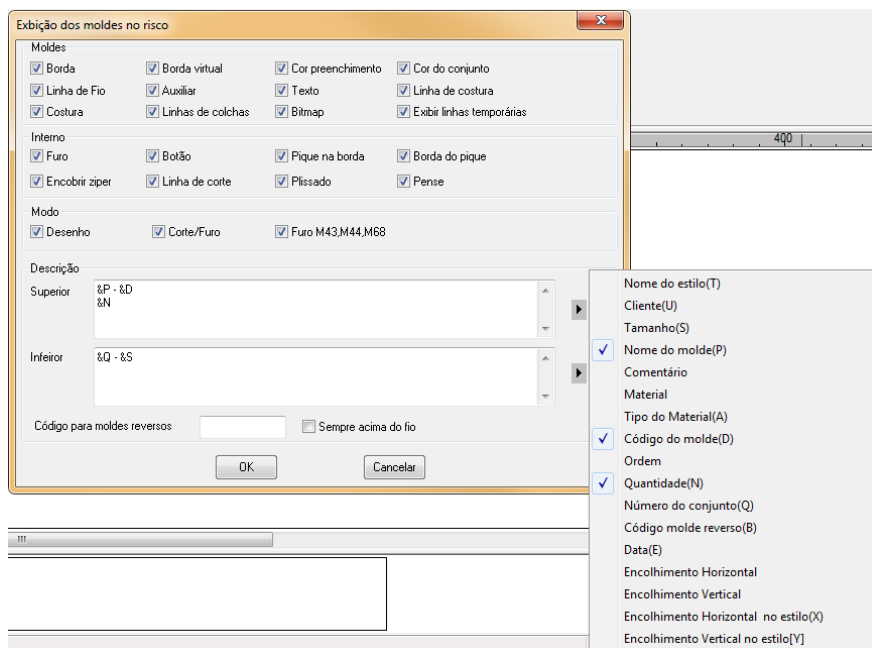 Exbição dos moldes no risco
Moldes
Borda Borda virtual Cor preenchimento Cor do conjunto
Linha de Fio Auxiliar Texto Linha de costura
Costura Linhas de colchas Bitmap Exibir linhas temporárias
Interno
Furo Botão Pique na borda Borda do pique
Encobrir ziper Linha de corte Plissado Pense
Modo
Desenho Corte/Furo Furo M43,M44,M68
Descrição
Superior &P - &D
&N
Infeiror &Q - &S
Código para moldes reversos Sempre acima do fio
OK Cancelar
400
Nome do estilo(T)
Cliente(U)
Tamanho(S)
Nome do molde(P)
Comentário
Material
Tipo do Material(A)
Código do molde(D)
Ordem
Quantidade(N)
Número do conjunto(Q)
Código molde reverso(B)
Data(E)
Encolhimento Horizontal
Encolhimento Vertical
Encolhimento Horizontal no estilo(X)
Encolhimento Vertical no estilo[Y]